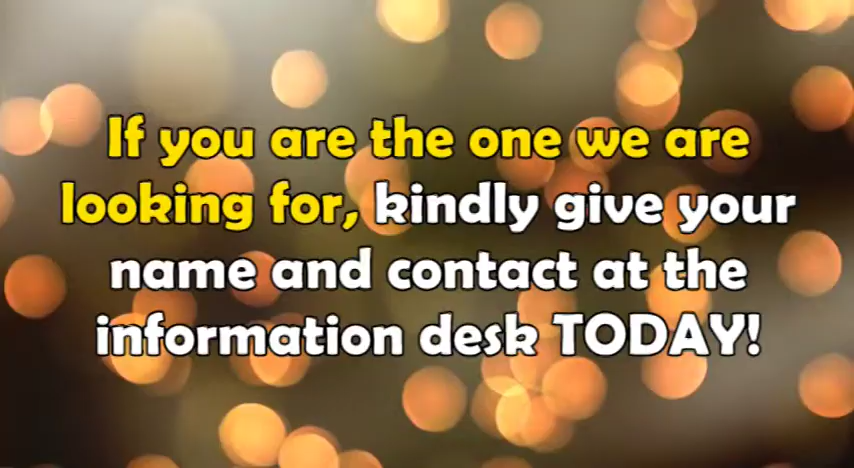 If you are the one we are
looking for, kindly give your
name and contact at the
information desk TODAY!